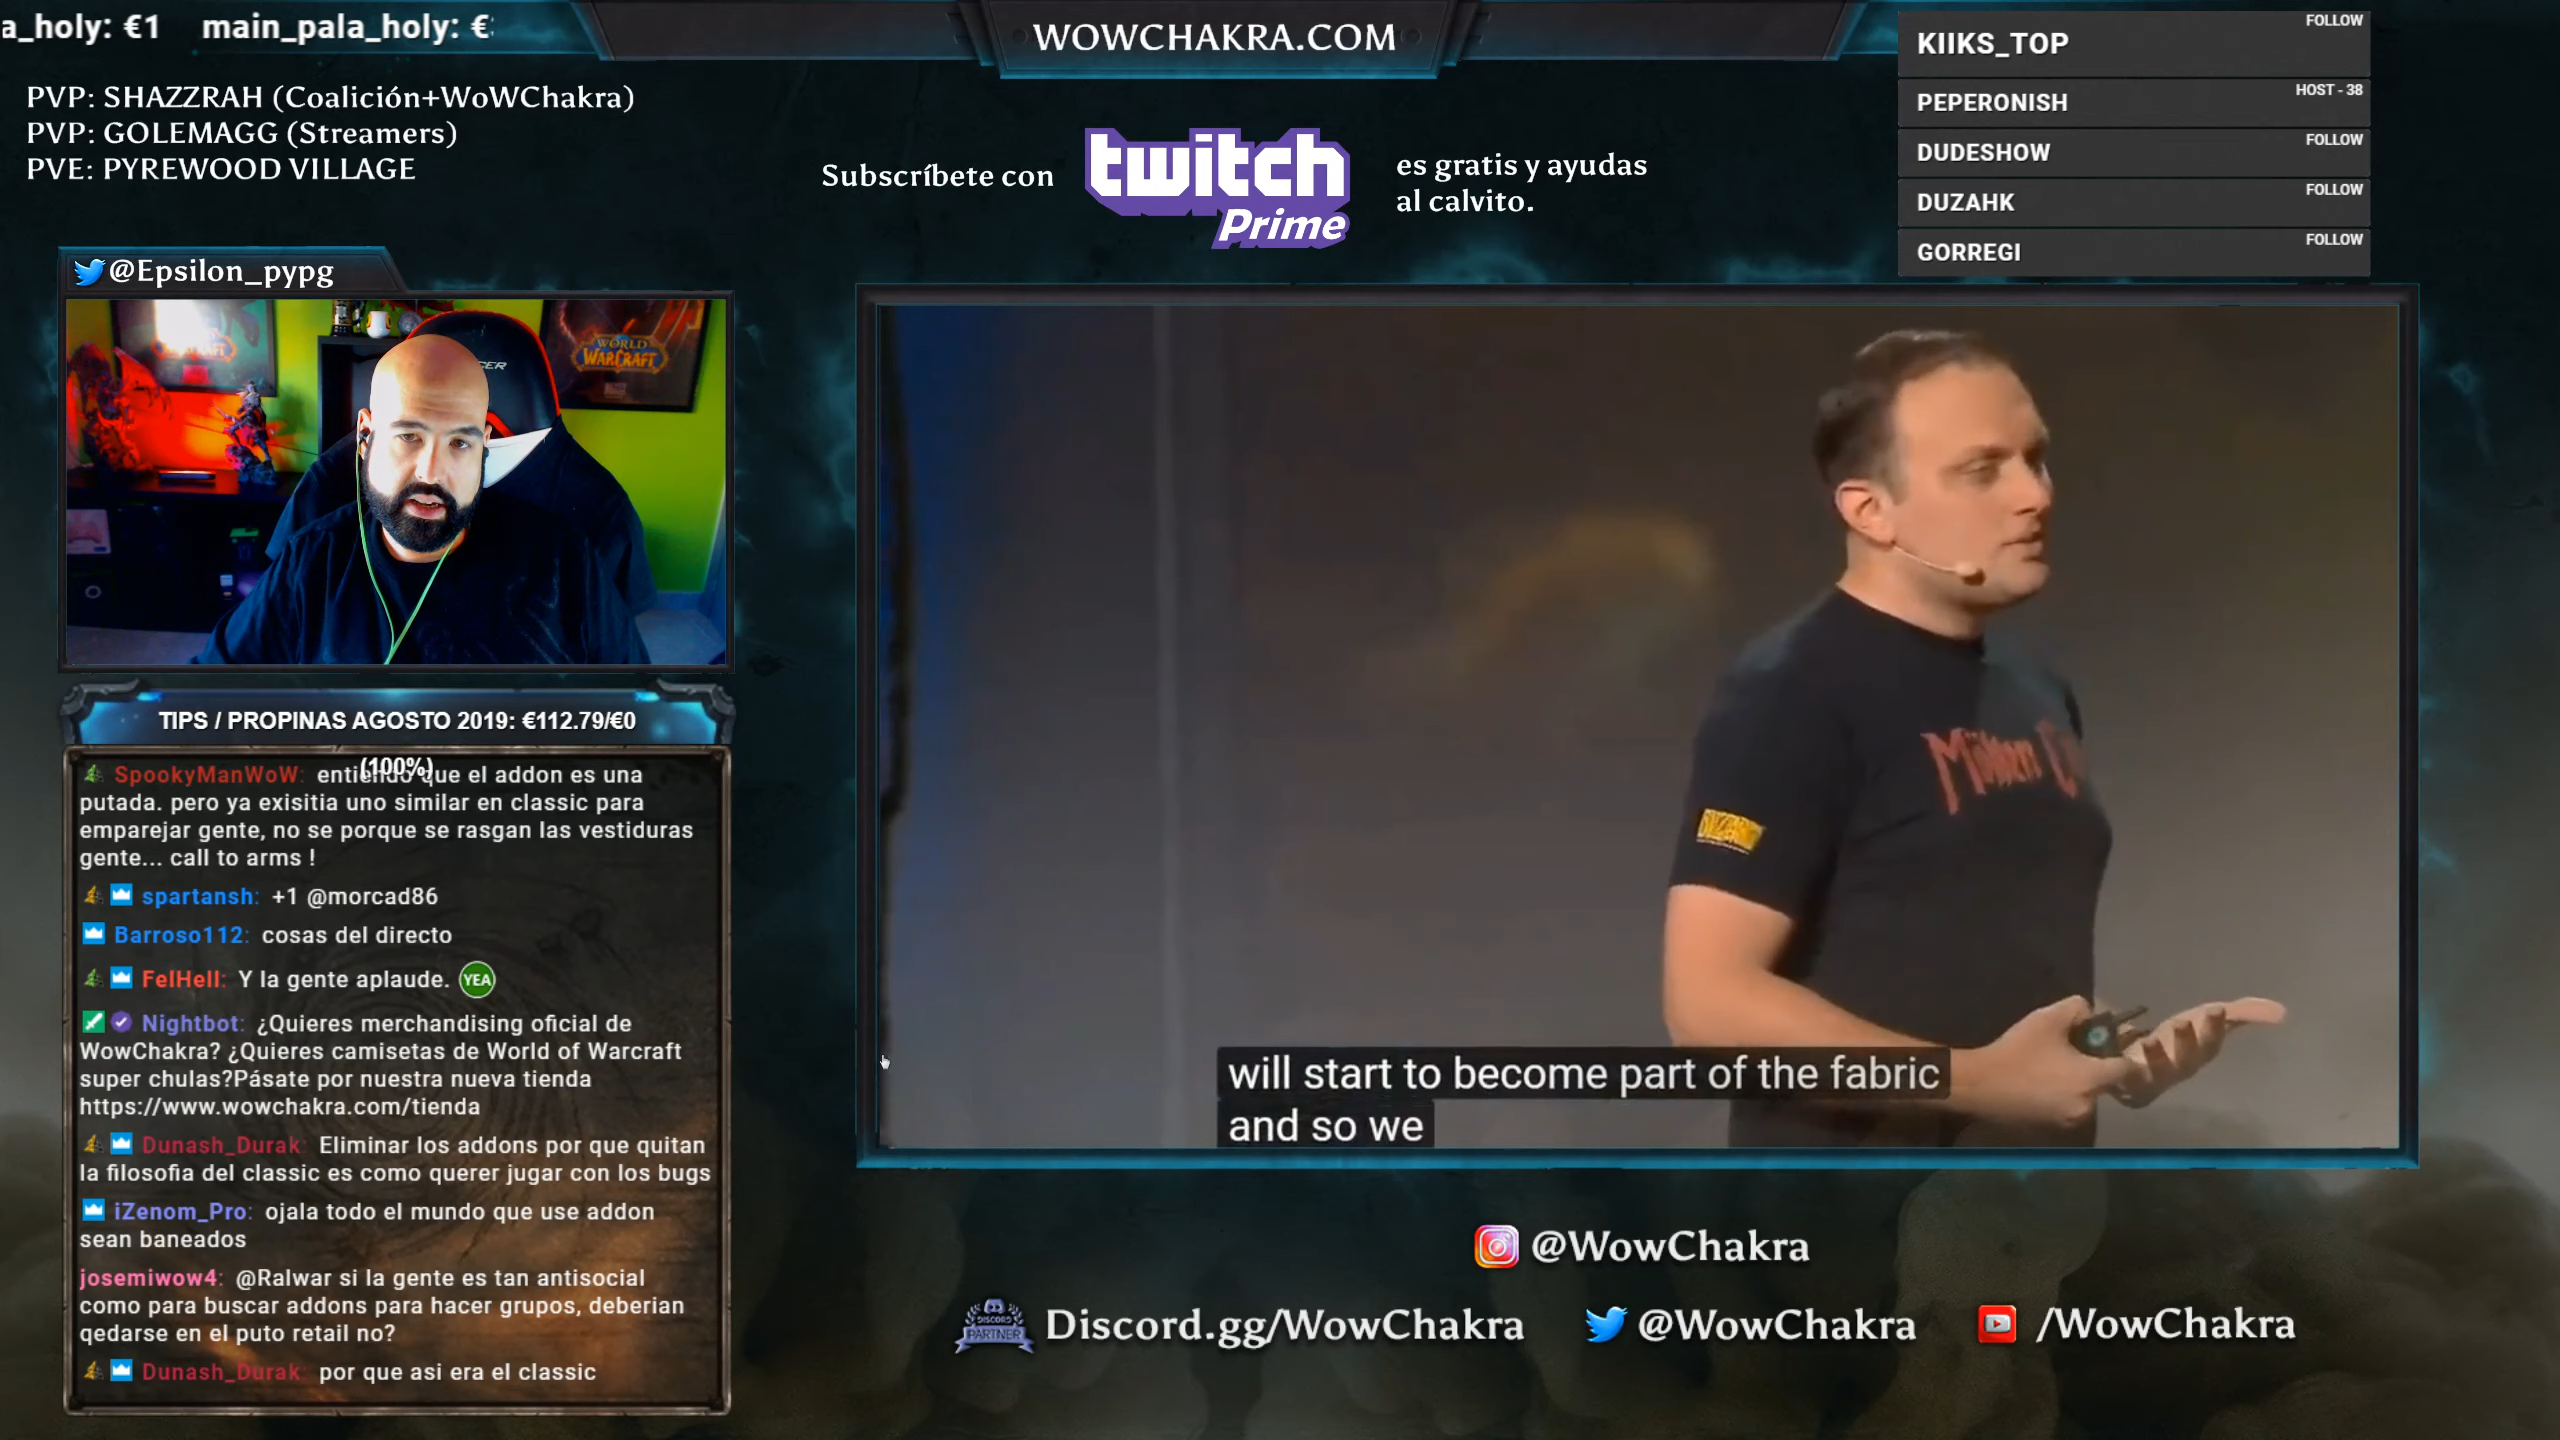 a_holy: €1 main_pala_holy: €
WOWCHAKRA.COM
FOLLOW
KIIKS_TOP
HOST - 38
PEPERONISH
FOLLOW
DUDESHOW
FOLLOW
DUZAHK
FOLLOW
GORREGI
PVP: SHAZZRAH (Coalición+WoWChakra)
PVP: GOLEMAGG (Streamers)
PVE: PYREWOOD VILLAGE
Subscríbete con
twitch
Prime
es gratis y ayudas
al calvito.
@Epsilon_pypg
WORLD
WARCRAFT
TIPS / PROPINAS AGOSTO 2019: €112.79/€0
(100%)
SpookyManWoW: entiendo que el addon es una
putada. pero ya exisitia uno similar en classic para
emparejar gente, no se porque se rasgan las vestiduras
gente... call to arms !
spartansh: +1 @morcad86
Barroso112: cosas del directo
FelHell: Y la gente aplaude. YEA
Nightbot: ¿Quieres merchandising oficial de
WowChakra? ¿Quieres camisetas de World of Warcraft
super chulas?Pásate por nuestra nueva tienda
https://www.wowchakra.com/tienda
Dunash_Durak: Eliminar los addons por que quitan
la filosofia del classic es como querer jugar con los bugs
iZenom_Pro: ojala todo el mundo que use addon
sean baneados
josemiwow4: @Ralwar si la gente es tan antisocial
como para buscar addons para hacer grupos, deberian
qedarse en el puto retail no?
Dunash_Durak: por que asi era el classic
BLIZZARD
will start to become part of the fabric
and so we
@WowChakra
DISCORD
PARTNER
Discord.gg/WowChakra
@WowChakra
/WowChakra